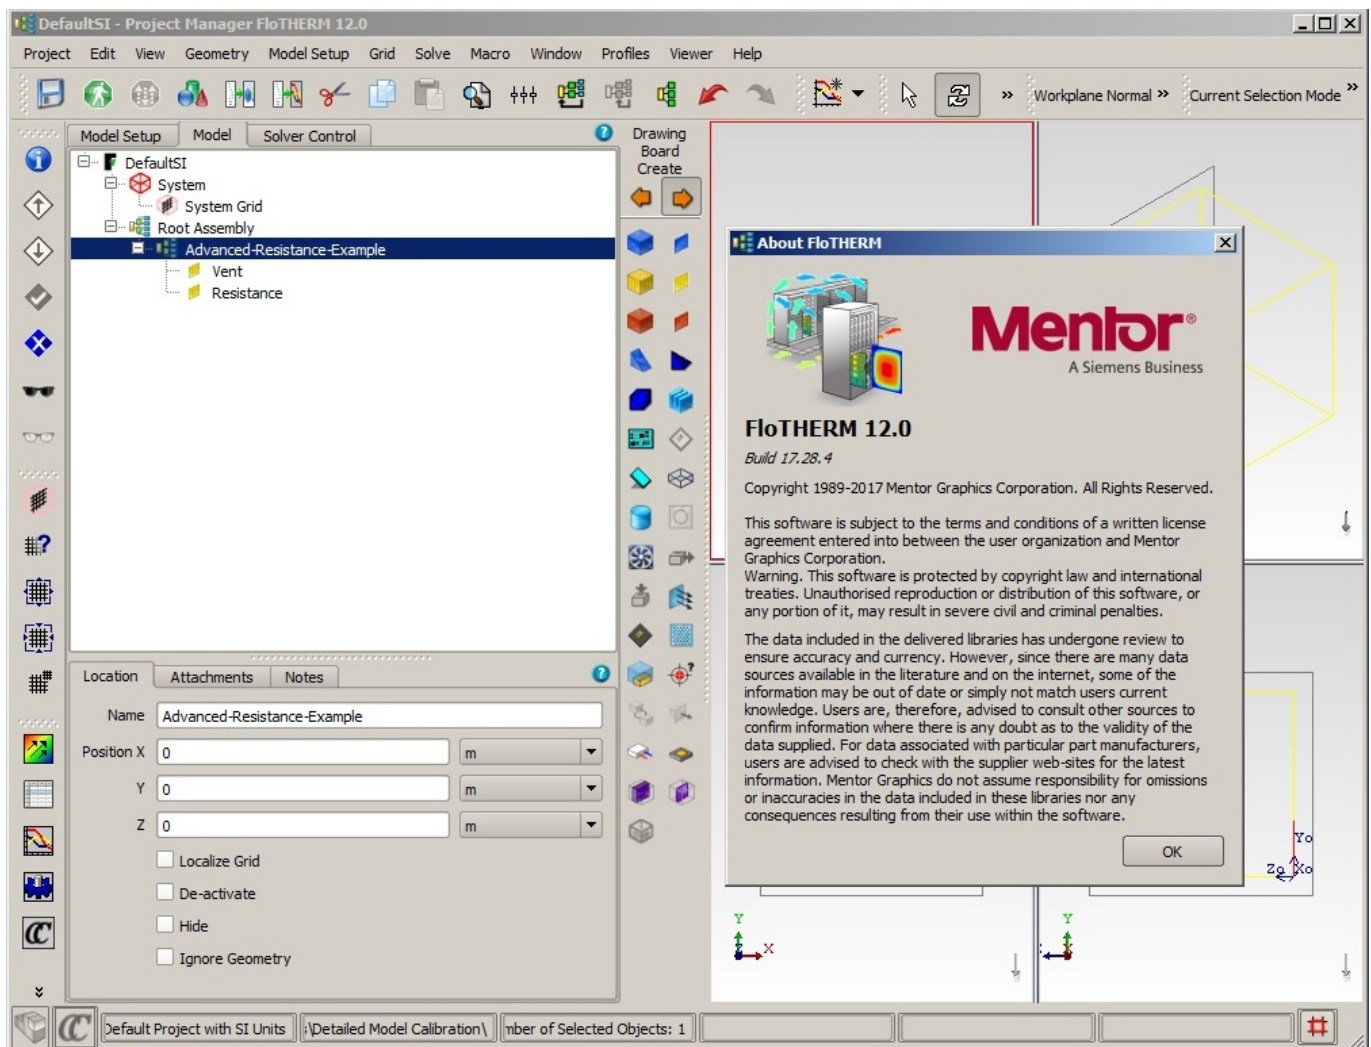 DefaultSI - Project Manager FloTHERM 12.0
Project Edit View Geometry Model Setup Grid Solve Macro Window Profiles Viewer Help
Workplane Normal »
Current Selection Mode »
Model Setup
Model
Solver Control
DefaultSI
System
System Grid
Root Assembly
Advanced-Resistance-Example
Vent
Resistance
Drawing
Board
Create
Location
Attachments
Notes
Name Advanced-Resistance-Example
Position X 0 m
Y 0 m
Z 0 m
Localize Grid
De-activate
Hide
Ignore Geometry
About FloTHERM
Mentor®
A Siemens Business
FloTHERM 12.0
Build 17.28.4
Copyright 1989-2017 Mentor Graphics Corporation. All Rights Reserved.
This software is subject to the terms and conditions of a written license
agreement entered into between the user organization and Mentor
Graphics Corporation.
Warning. This software is protected by copyright law and international
treaties. Unauthorised reproduction or distribution of this software, or
any portion of it, may result in severe civil and criminal penalties.
The data included in the delivered libraries has undergone review to
ensure accuracy and currency. However, since there are many data
sources available in the literature and on the internet, some of the
information may be out of date or simply not match users current
knowledge. Users are, therefore, advised to consult other sources to
confirm information where there is any doubt as to the validity of the
data supplied. For data associated with particular part manufacturers,
users are advised to check with the supplier web-sites for the latest
information. Mentor Graphics do not assume responsibility for omissions
or inaccuracies in the data included in these libraries nor any
consequences resulting from their use within the software.
OK
Yo
Zo Xo
Y
X
Y
X
Default Project with SI Units
:\Detailed Model Calibration\
mber of Selected Objects: 1